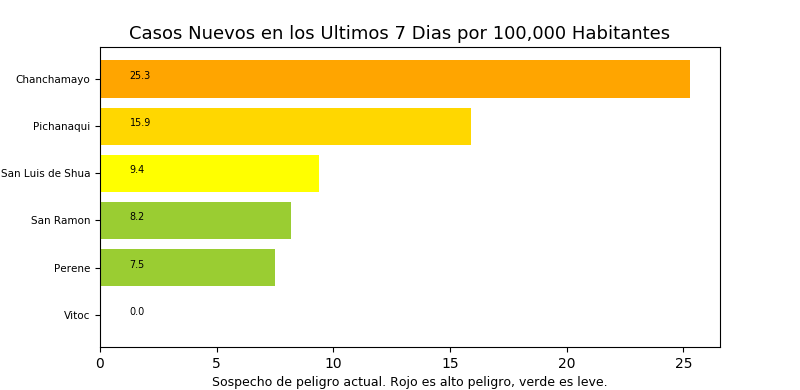 Casos Nuevos en los Ultimos 7 Dias por 100,000 Habitantes
Chanchamayo 25.3
Pichanaqui 15.9
San Luis de Shua 9.4
San Ramon 8.2
Perene 7.5
Vitoc 0.0
0 5 10 15 20 25
Sospecho de peligro actual. Rojo es alto peligro, verde es leve.